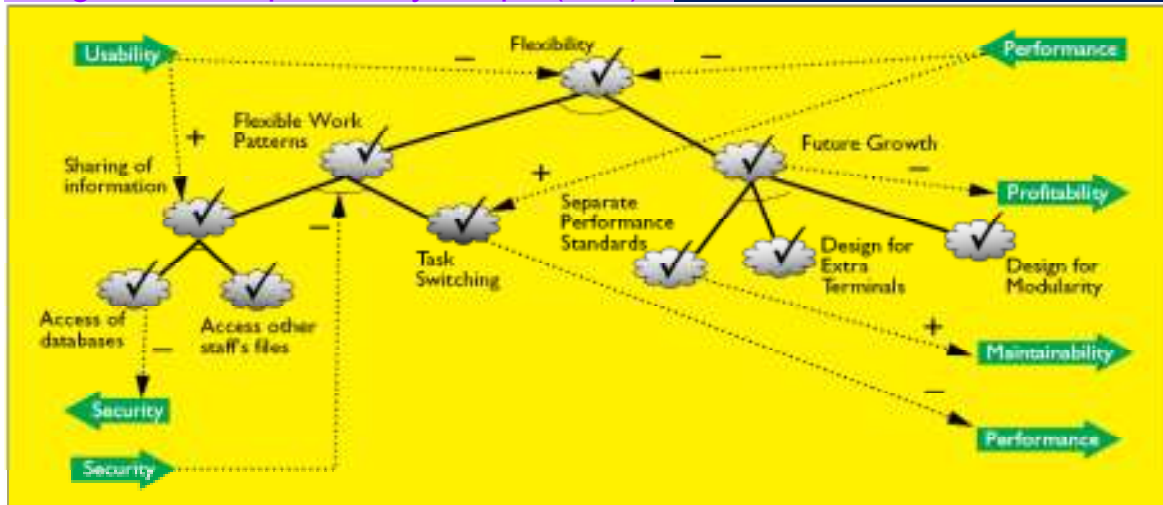 Usability
Flexibility
Performance
–
–
+
Flexible Work
Patterns
Sharing of
information
–
+
Future Growth
–
Profitability
Separate
Performance
Standards
Task
Switching
Design for
Extra
Terminals
Design for
Modularity
Access of
databases
Access other
staff's files
–
+
Maintainability
–
Security
Performance
Security